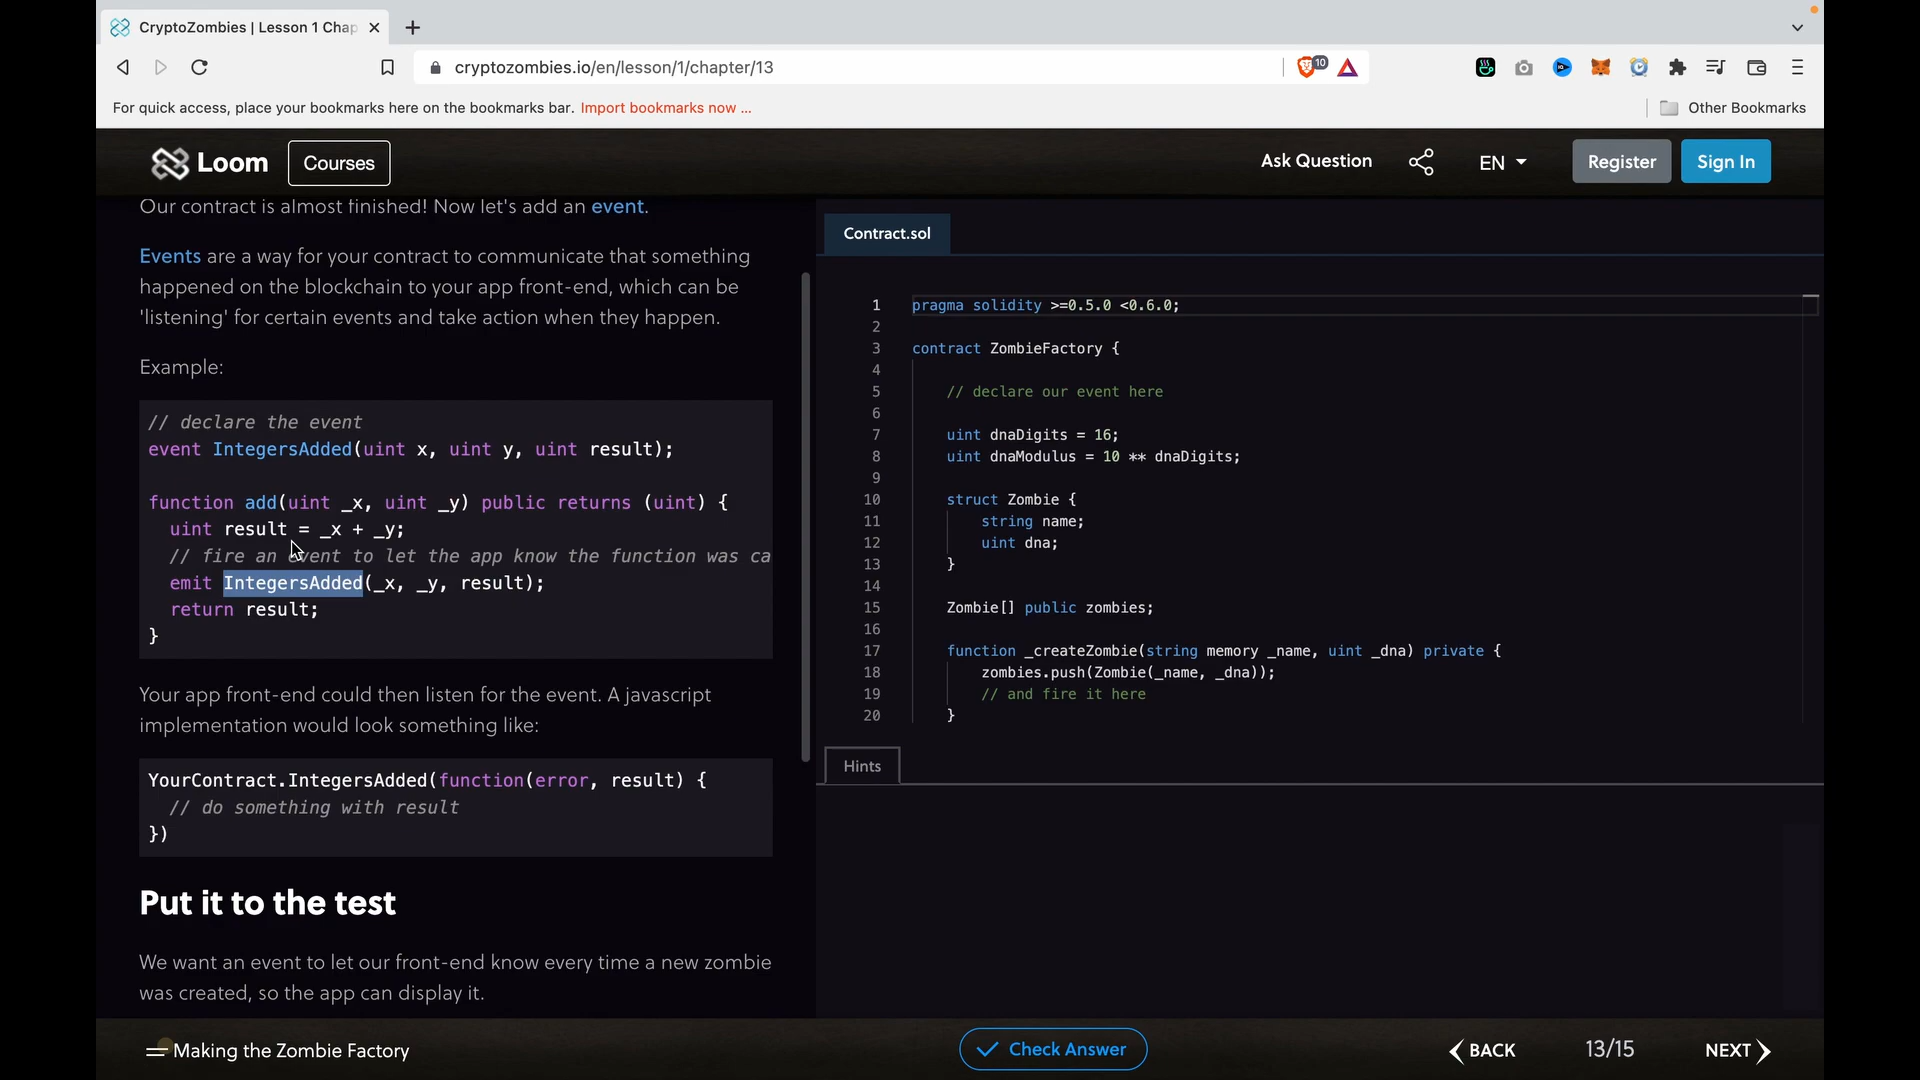 CryptoZombies | Lesson 1 Chap
cryptozombies.io/en/lesson/1/chapter/13
10
For quick access, place your bookmarks here on the bookmarks bar. Import bookmarks now ...
Other Bookmarks
Loom
Courses
Ask Question
EN
Register
Sign In
Our contract is almost finished! Now let's add an event.
Events are a way for your contract to communicate that something
happened on the blockchain to your app front-end, which can be
'listening' for certain events and take action when they happen.
Example:
// declare the event
event IntegersAdded(uint x, uint y, uint result);
function add(uint _x, uint _y) public returns (uint) {
uint result = _x + _y;
// fire an event to let the app know the function was ca
emit IntegersAdded(_x, _y, result);
return result;
}
Your app front-end could then listen for the event. A javascript
implementation would look something like:
YourContract.IntegersAdded(function(error, result) {
// do something with result
})
Put it to the test
We want an event to let our front-end know every time a new zombie
was created, so the app can display it.
Contract.sol
1 pragma solidity >=0.5.0 <0.6.0;
2
3 contract ZombieFactory {
4
5 // declare our event here
6
7 uint dnaDigits = 16;
8 uint dnaModulus = 10 ** dnaDigits;
9
10 struct Zombie {
11 string name;
12 uint dna;
13 }
14
15 Zombie[] public zombies;
16
17 function _createZombie(string memory _name, uint _dna) private {
18 zombies.push(Zombie(_name, _dna));
19 // and fire it here
20 }
Hints
Making the Zombie Factory
Check Answer
BACK
13/15
NEXT